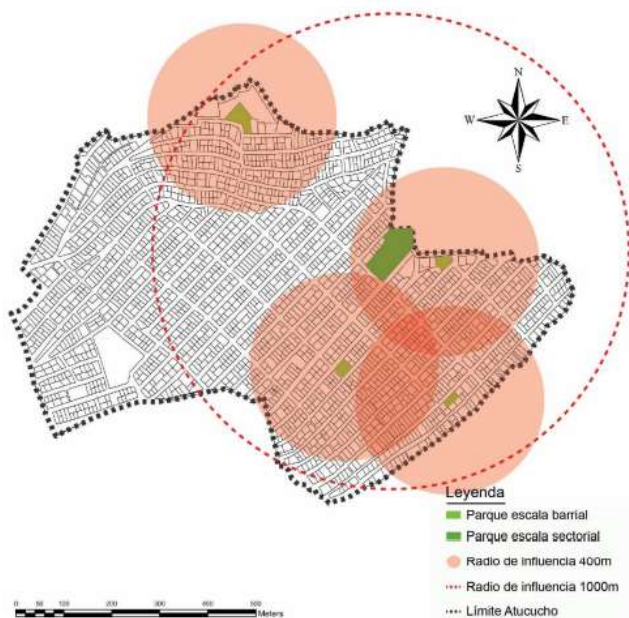 N
W E
S
Leyenda
Parque escala barrial
Parque escala sectorial
Radio de influencia 400m
Radio de influencia 1000m
Límite Atucucho
0 50 100 200 300 400 500
Meters